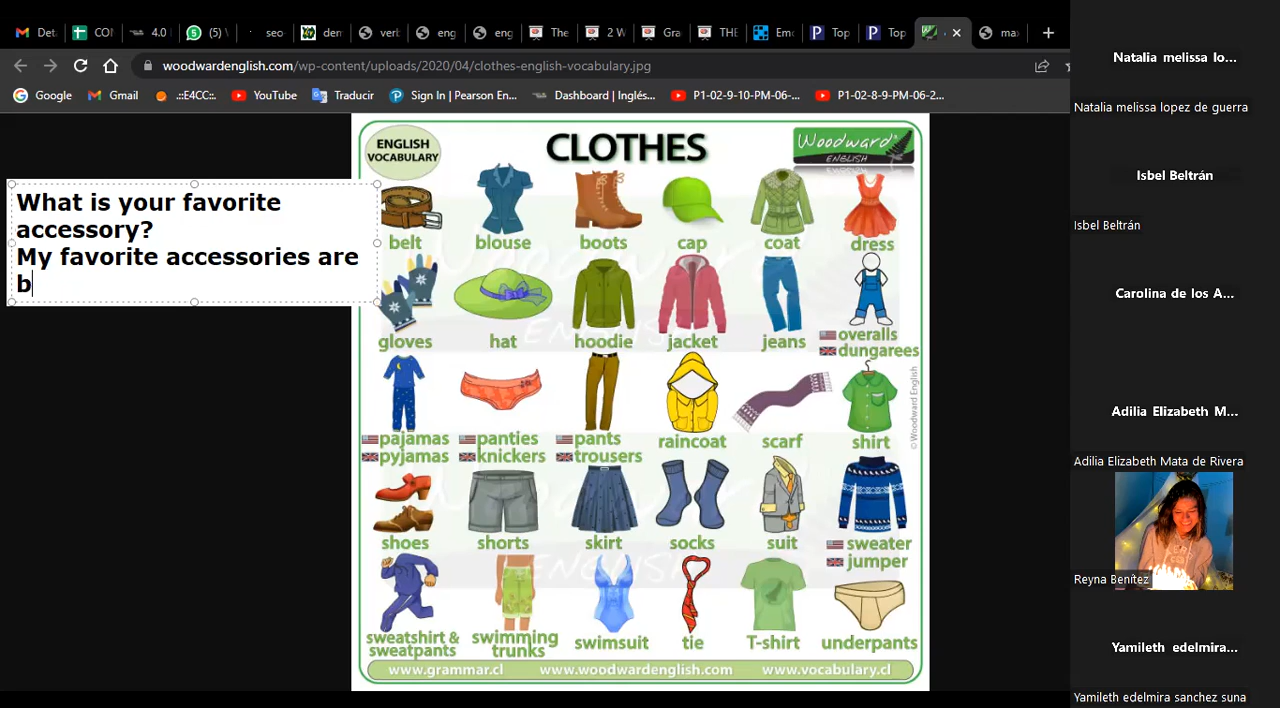 Det
CON
4.0
(5) \
seo
den
verl
eng
eng
The
2 W
Gra
THE
Emo
Top
Top
ma
woodwardenglish.com/wp-content/uploads/2020/04/clothes-english-vocabulary.jpg
Google
Gmail
.::E4CC::.
YouTube
Traducir
Sign In | Pearson En...
Dashboard | Inglés...
P1-02-9-10-PM-06-...
P1-02-8-9-PM-06-2...
ENGLISH
VOCABULARY
CLOTHES
Woodward
ENGLISH
What is your favorite
accessory?
My favorite accessories are
b
belt
blouse
boots
cap
coat
dress
gloves
hat
hoodie
jacket
jeans
overalls
dungarees
pajamas
pyjamas
panties
knickers
pants
trousers
raincoat
scarf
shirt
© Woodward English
shoes
shorts
skirt
socks
suit
sweater
jumper
sweatshirt &
sweatpants
swimming
trunks
swimsuit
tie
T-shirt
underpants
www.grammar.cl
www.woodwardenglish.com
www.vocabulary.cl
Natalia melissa lo...
Natalia melissa lopez de guerra
Isbel Beltrán
Isbel Beltrán
Carolina de los A...
Adilia Elizabeth M...
Adilia Elizabeth Mata de Rivera
Reyna Benítez
Yamileth edelmira...
Yamileth edelmira sanchez suna